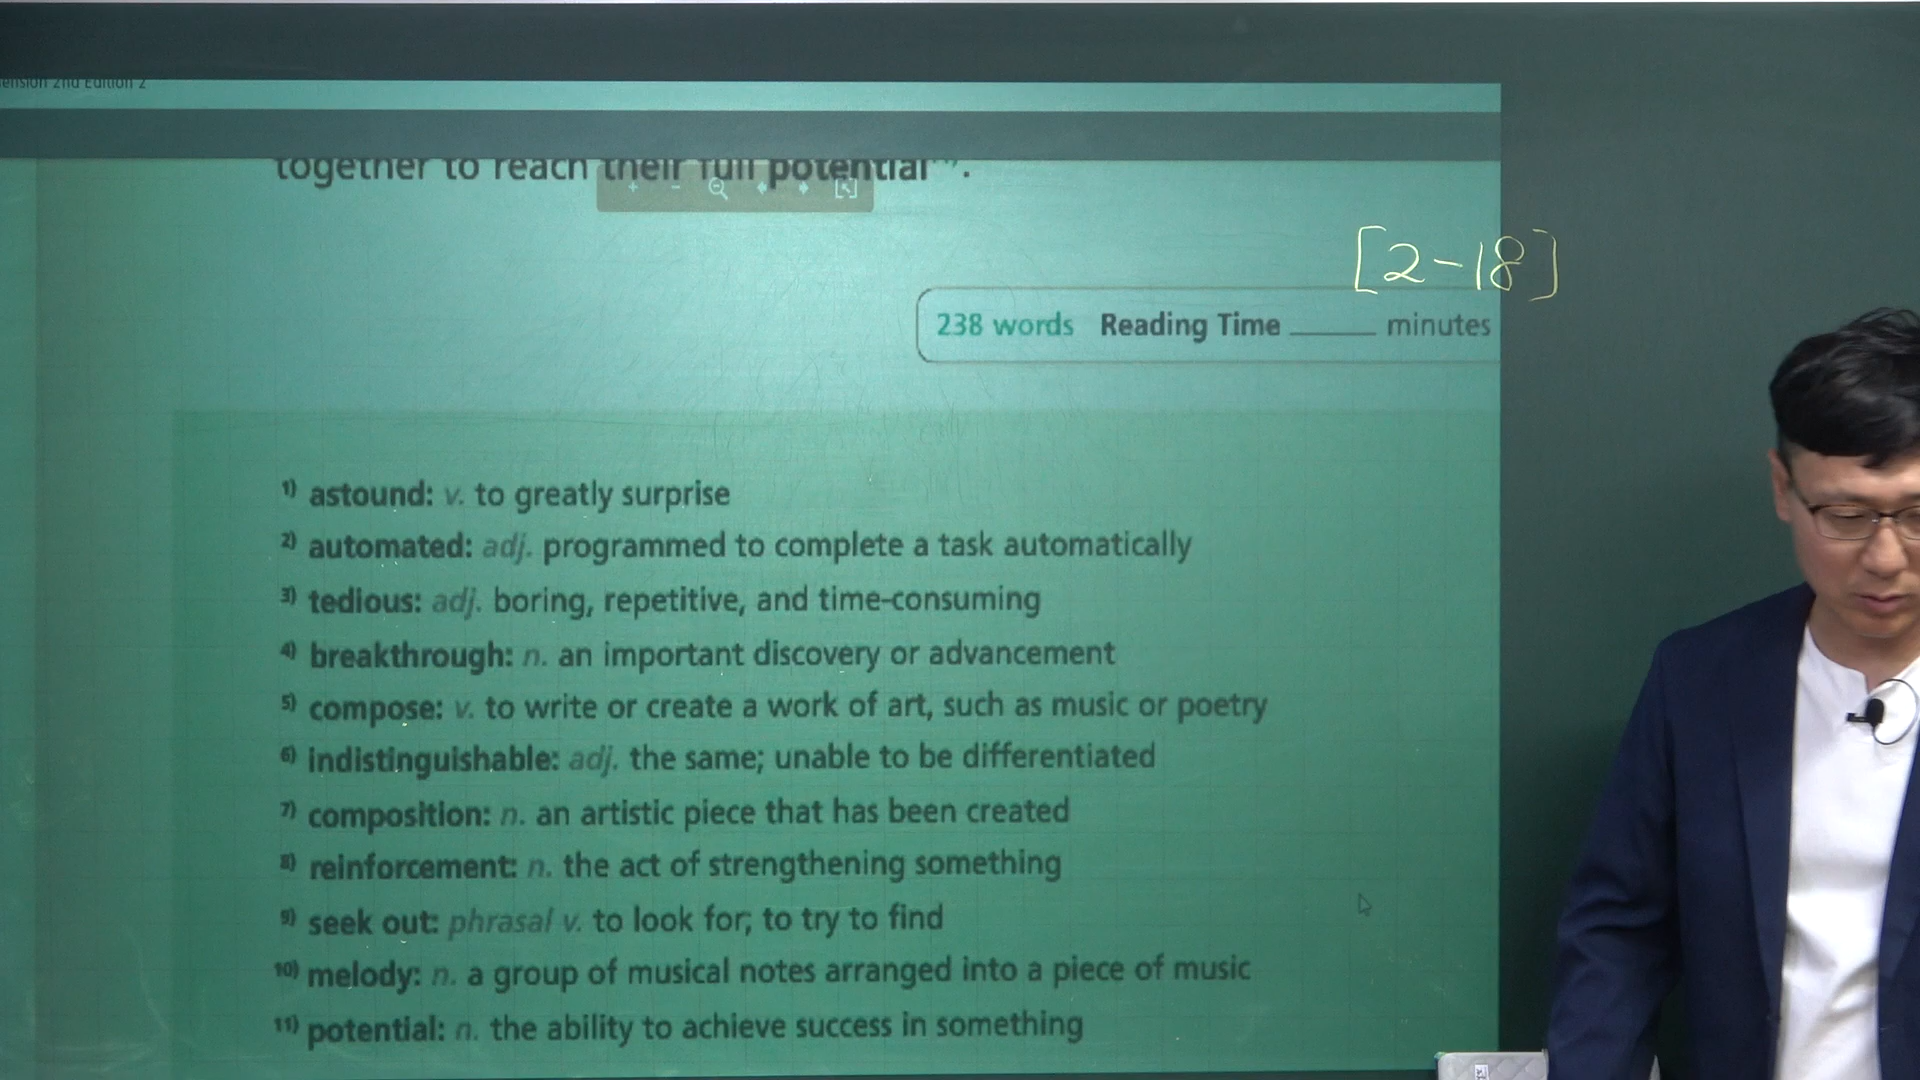 2nd Edition 2
together to reach their full potential¹¹⁾.
[2-18]
238 words Reading Time ______ minutes
1) astound: v. to greatly surprise
2) automated: adj. programmed to complete a task automatically
3) tedious: adj. boring, repetitive, and time-consuming
4) breakthrough: n. an important discovery or advancement
5) compose: v. to write or create a work of art, such as music or poetry
6) indistinguishable: adj. the same; unable to be differentiated
7) composition: n. an artistic piece that has been created
8) reinforcement: n. the act of strengthening something
9) seek out: phrasal v. to look for; to try to find
10) melody: n. a group of musical notes arranged into a piece of music
11) potential: n. the ability to achieve success in something